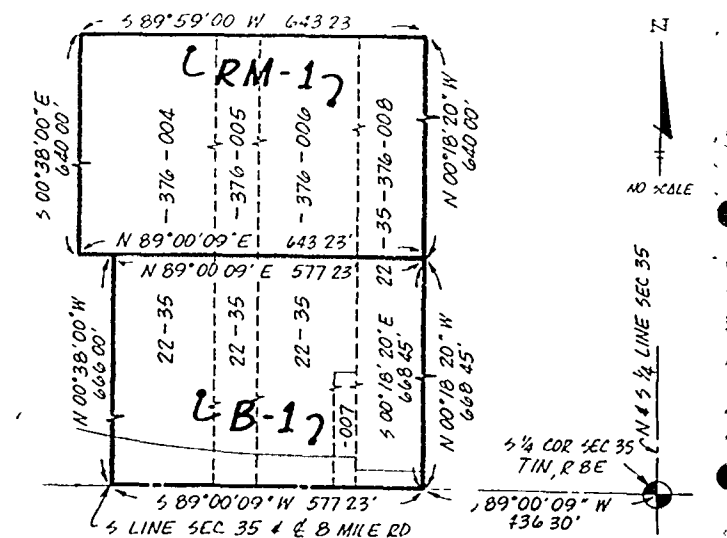 S 89°59'00 W 643 23
RM-1
S 00°38'00"E
640 00'
-376-004
-376-005
-376-006
22-35-376-008
N 00°18'20" W
640 00'
N
NO SCALE
N 89°00'09"E 643 23'
N 89°00 09' E 577 23
N 00°38'00"W
666 00'
22-35
22-35
22-35
S 00°18'20"E
668 45'
N 00°18 20" W
668 45'
N & S 1/4 LINE SEC 35
B-1
-007
S 1/4 COR SEC 35
T1N, R 8E
S 89°00'09"W 577 23'
89°00'09" W
436 30'
S LINE SEC 35 & ₵ 8 MILE RD